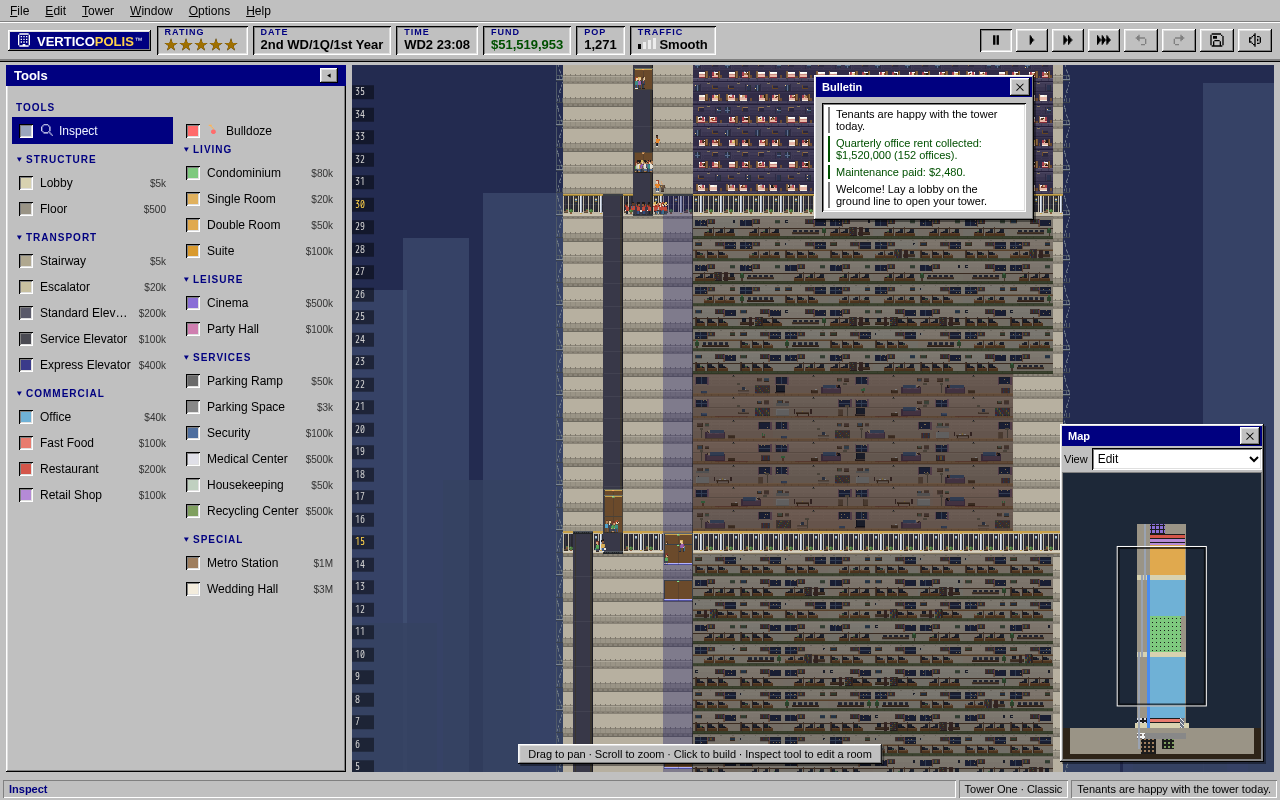 File Edit Tower Window Options Help
VERTICOPOLIS™
RATING
DATE
2nd WD/1Q/1st Year
TIME
WD2 23:08
FUND
$51,519,953
POP
1,271
TRAFFIC
Smooth
Tools
TOOLS
Inspect
Bulldoze
STRUCTURE
Lobby $5k
Floor $500
TRANSPORT
Stairway $5k
Escalator $20k
Standard Elev… $200k
Service Elevator $100k
Express Elevator $400k
COMMERCIAL
Office $40k
Fast Food $100k
Restaurant $200k
Retail Shop $100k
LIVING
Condominium $80k
Single Room $20k
Double Room $50k
Suite $100k
LEISURE
Cinema $500k
Party Hall $100k
SERVICES
Parking Ramp $50k
Parking Space $3k
Security $100k
Medical Center $500k
Housekeeping $50k
Recycling Center $500k
SPECIAL
Metro Station $1M
Wedding Hall $3M
35
34
33
32
31
30
29
28
27
26
25
24
23
22
21
20
19
18
17
16
15
14
13
12
11
10
9
8
7
6
5
Bulletin
Tenants are happy with the tower
today.
Quarterly office rent collected:
$1,520,000 (152 offices).
Maintenance paid: $2,480.
Welcome! Lay a lobby on the
ground line to open your tower.
Map
View Edit
Drag to pan · Scroll to zoom · Click to build · Inspect tool to edit a room
Inspect
Tower One · Classic
Tenants are happy with the tower today.